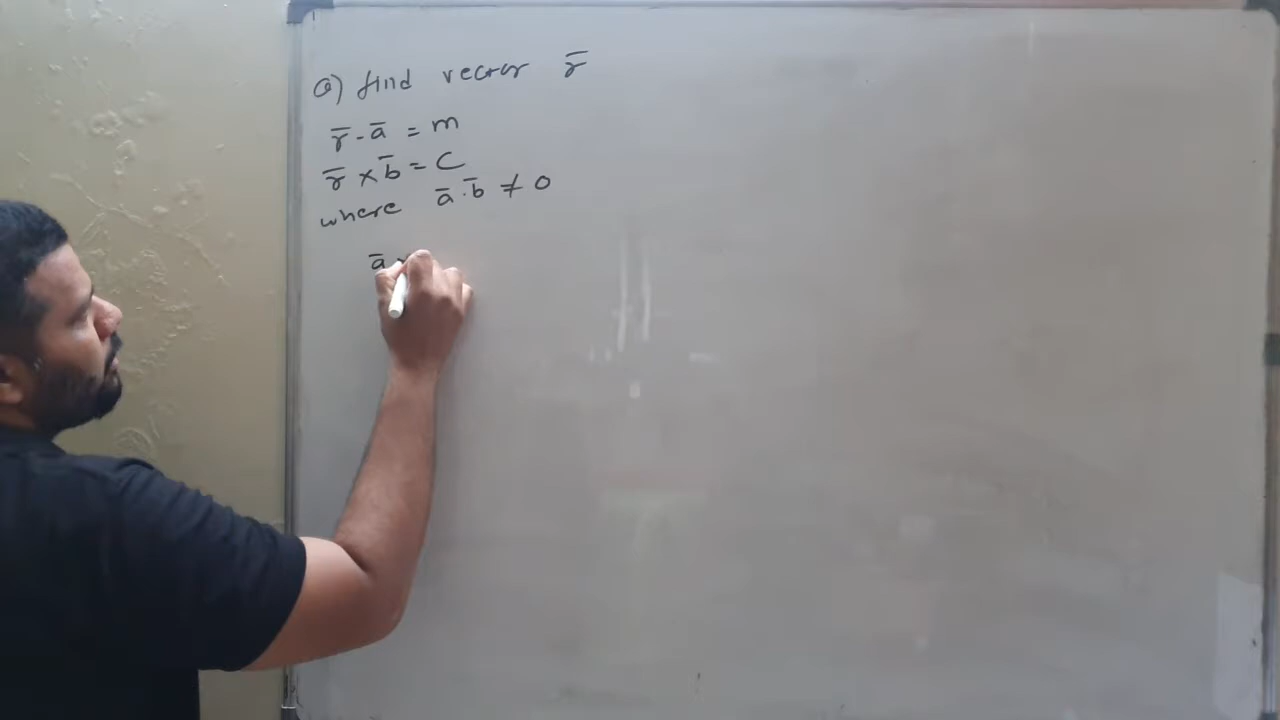 Q) find vector r̅
r̅ - a̅ = m
r̅ × b̅ = C
where a̅ · b̅ ≠ 0
a̅ ×